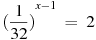 (1/32)^{x-1} = 2